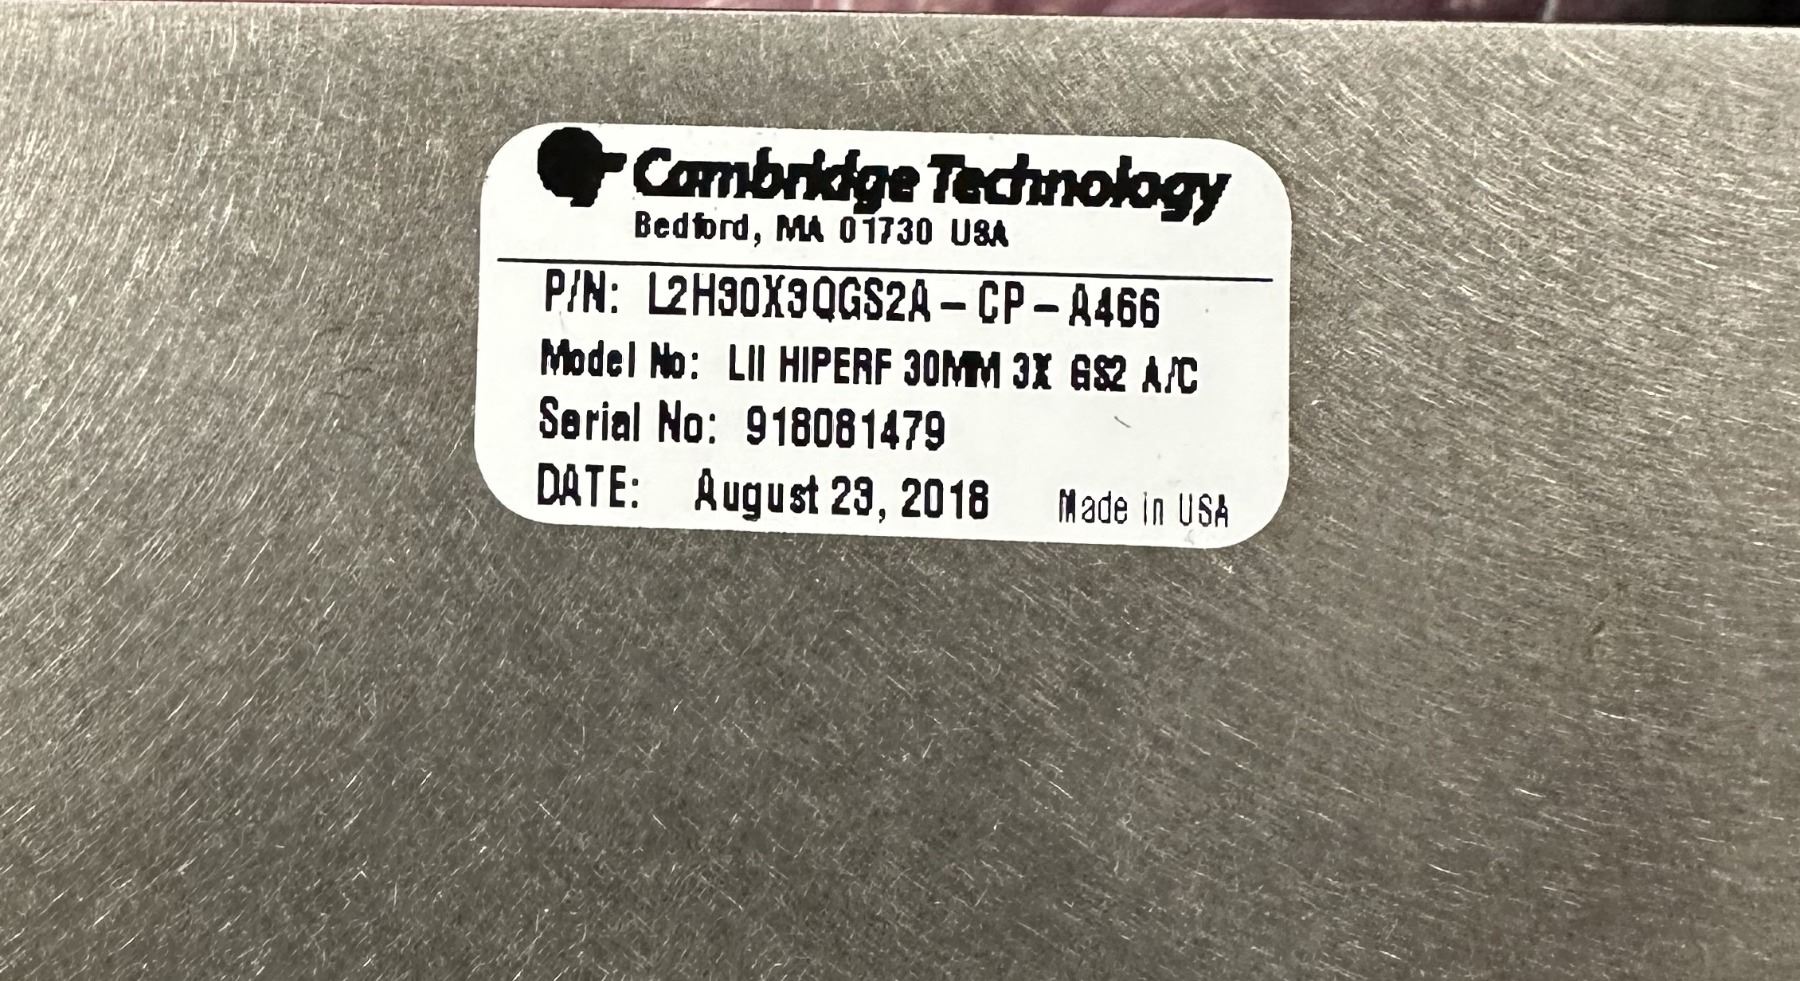 Cambridge Technology
Bedford, MA 01730 USA
P/N: L2H30X3QGS2A-CP-A466
Model No: LII HIPERF 30MM 3X GS2 A/C
Serial No: 918081479
DATE: August 23, 2018 Made in USA